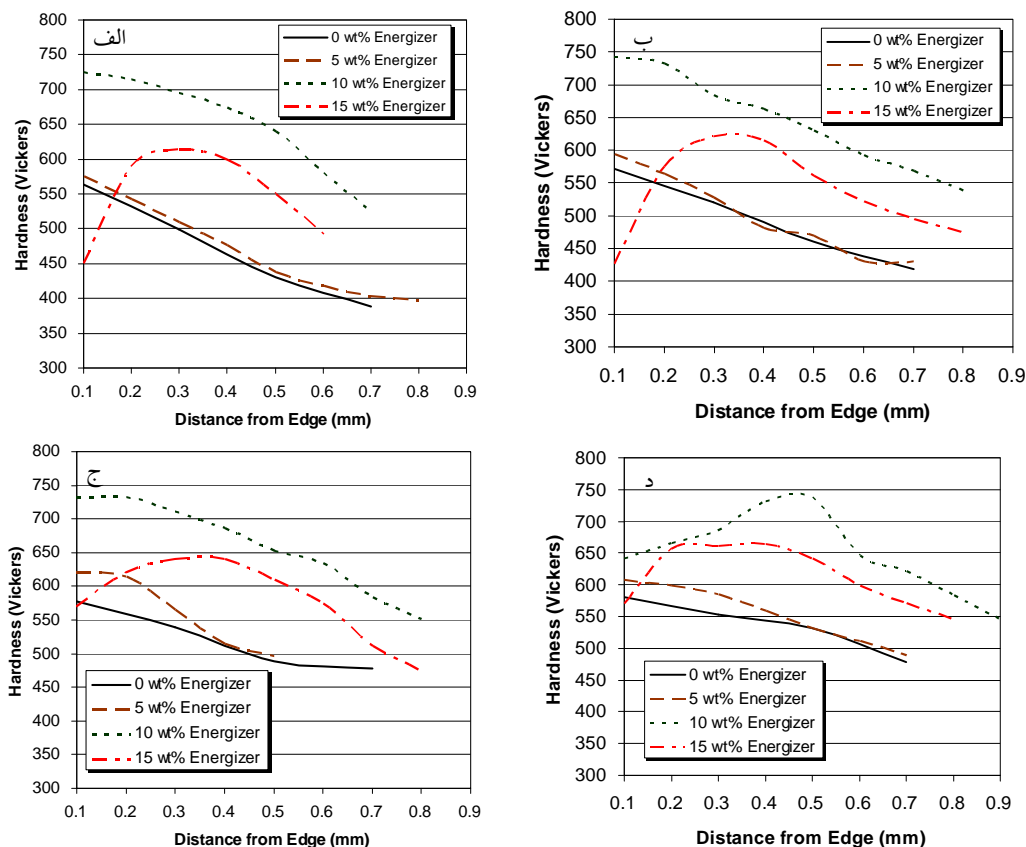 الف
0 wt% Energizer
5 wt% Energizer
10 wt% Energizer
15 wt% Energizer
800
750
700
650
600
550
500
450
400
350
300
Hardness (Vickers)
0.1 0.2 0.3 0.4 0.5 0.6 0.7 0.8 0.9
Distance from Edge (mm)
ب
0 wt% Energizer
5 wt% Energizer
10 wt% Energizer
15 wt% Energizer
800
750
700
650
600
550
500
450
400
350
300
Hardness (Vickers)
0.1 0.2 0.3 0.4 0.5 0.6 0.7 0.8 0.9
Distance from Edge (mm)
ج
800
750
700
650
600
550
500
450
400
350
300
Hardness (Vickers)
0 wt% Energizer
5 wt% Energizer
10 wt% Energizer
15 wt% Energizer
0.1 0.2 0.3 0.4 0.5 0.6 0.7 0.8 0.9
Distance from Edge (mm)
د
800
750
700
650
600
550
500
450
400
350
300
Hardness (Vickers)
0 wt% Energizer
5 wt% Energizer
10 wt% Energizer
15 wt% Energizer
0.1 0.2 0.3 0.4 0.5 0.6 0.7 0.8 0.9
Distance from Edge (mm)